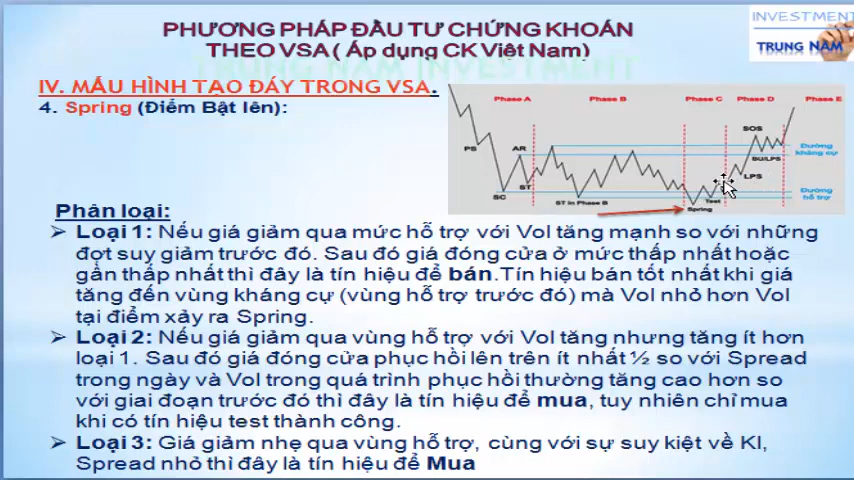 PHƯƠNG PHÁP ĐẦU TƯ CHỨNG KHOÁN
THEO VSA ( Áp dụng CK Việt Nam)
INVESTMENT
TRUNG NAM
TRUNG NAM INVESTMENT
IV. MẪU HÌNH TẠO ĐÁY TRONG VSA.
4. Spring (Điểm Bật lên):
Phase A Phase B Phase C Phase D Phase E
PS AR ST SC ST in Phase B Spring Test SOS BU/LPS LPS
Đường kháng cự
Đường hỗ trợ
Phân loại:
Loại 1: Nếu giá giảm qua mức hỗ trợ với Vol tăng mạnh so với những
đợt suy giảm trước đó. Sau đó giá đóng cửa ở mức thấp nhất hoặc
gần thấp nhất thì đây là tín hiệu để bán.Tín hiệu bán tốt nhất khi giá
tăng đến vùng kháng cự (vùng hỗ trợ trước đó) mà Vol nhỏ hơn Vol
tại điểm xảy ra Spring.
Loại 2: Nếu giá giảm qua vùng hỗ trợ với Vol tăng nhưng tăng ít hơn
loại 1. Sau đó giá đóng cửa phục hồi lên trên ít nhất ½ so với Spread
trong ngày và Vol trong quá trình phục hồi thường tăng cao hơn so
với giai đoạn trước đó thì đây là tín hiệu để mua, tuy nhiên chỉ mua
khi có tín hiệu test thành công.
Loại 3: Giá giảm nhẹ qua vùng hỗ trợ, cùng với sự suy kiệt về Kl,
Spread nhỏ thì đây là tín hiệu để Mua